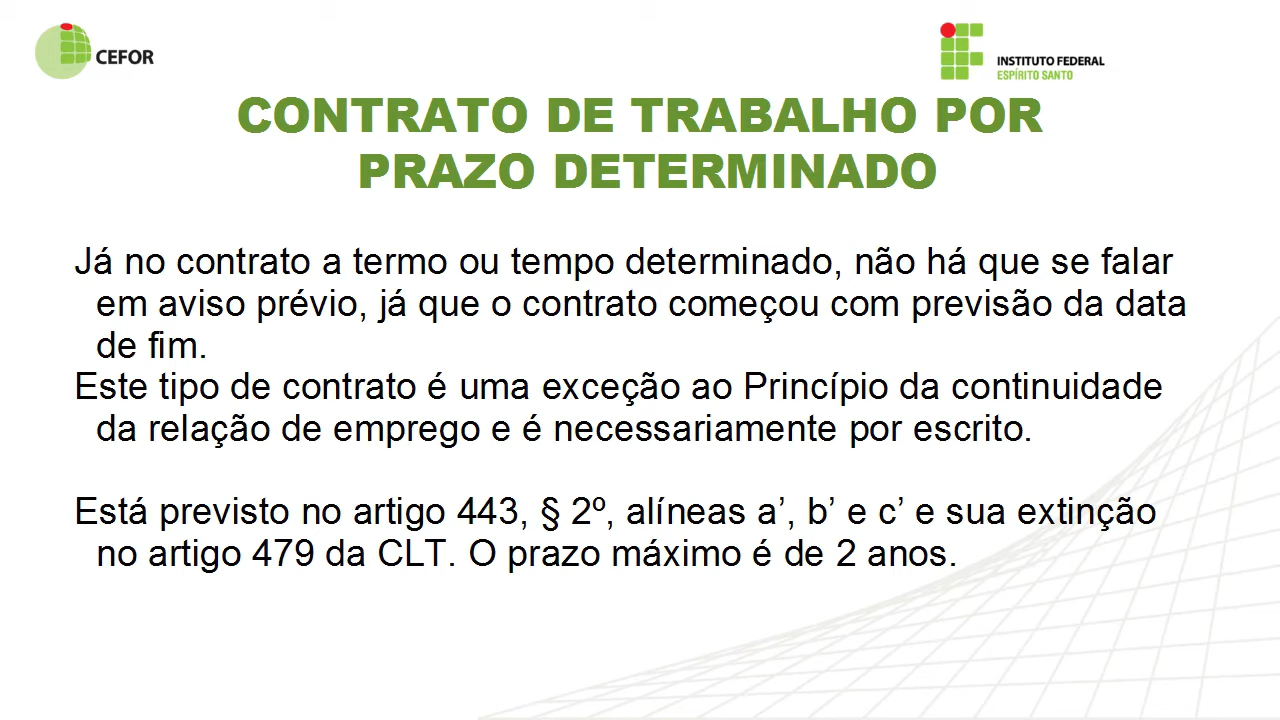 CEFOR
INSTITUTO FEDERAL
ESPÍRITO SANTO
CONTRATO DE TRABALHO POR
PRAZO DETERMINADO
Já no contrato a termo ou tempo determinado, não há que se falar
em aviso prévio, já que o contrato começou com previsão da data
de fim.
Este tipo de contrato é uma exceção ao Princípio da continuidade
da relação de emprego e é necessariamente por escrito.
Está previsto no artigo 443, § 2º, alíneas a’, b’ e c’ e sua extinção
no artigo 479 da CLT. O prazo máximo é de 2 anos.